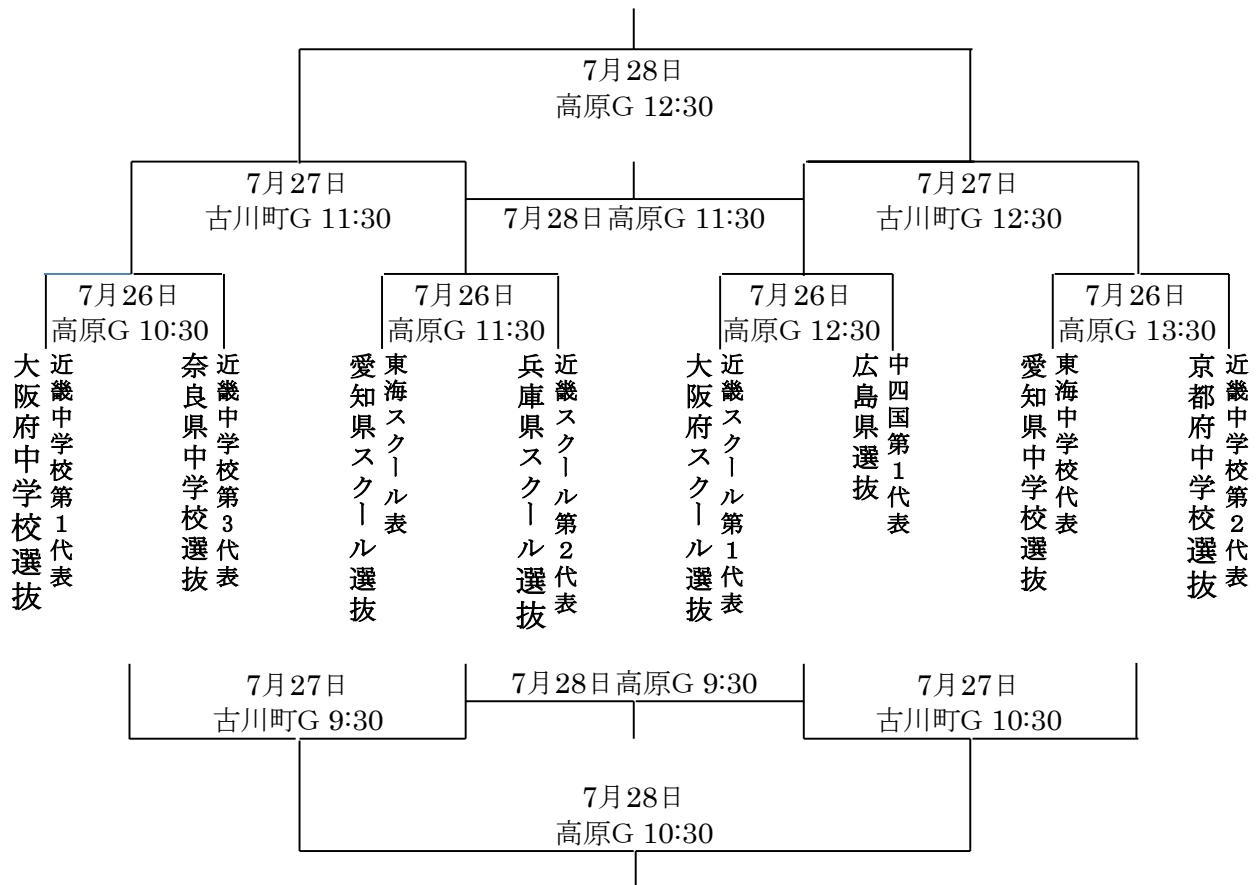 7月28日
高原G 12:30
7月27日
古川町G 11:30
7月28日高原G 11:30
7月27日
古川町G 12:30
7月26日
高原G 10:30
7月26日
高原G 11:30
7月26日
高原G 12:30
7月26日
高原G 13:30
近畿中学校第1代表
大阪府中学校選抜
近畿中学校第3代表
奈良県中学校選抜
東海スクール表
愛知県スクール選抜
近畿スクール第2代表
兵庫県スクール選抜
近畿スクール第1代表
大阪府スクール選抜
中四国第1代表
広島県選抜
東海中学校代表
愛知県中学校選抜
近畿中学校第2代表
京都府中学校選抜
7月27日
古川町G 9:30
7月28日高原G 9:30
7月27日
古川町G 10:30
7月28日
高原G 10:30